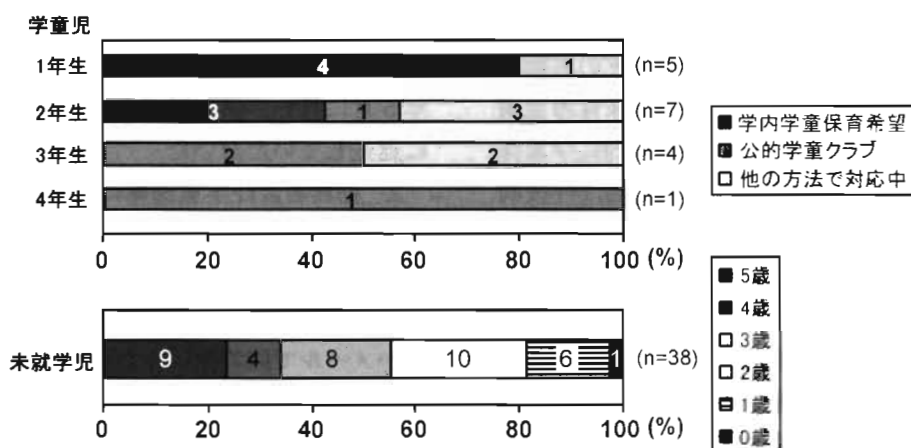 学童児
1年生 4 1 (n=5)
2年生 3 1 3 (n=7)
3年生 2 2 (n=4)
4年生 1 (n=1)
0 20 40 60 80 100 (%)
学内学童保育希望
公的学童クラブ
他の方法で対応中
未就学児 9 4 8 10 6 1 (n=38)
0 20 40 60 80 100 (%)
5歳
4歳
3歳
2歳
1歳
0歳